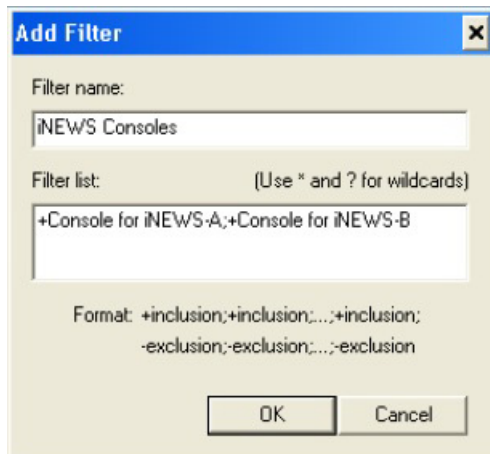 Add Filter
Filter name:
iNEWS Consoles
Filter list: (Use * and ? for wildcards)
+Console for iNEWS-A;+Console for iNEWS-B
Format: +inclusion;+inclusion;...;+inclusion;
-exclusion;-exclusion;...;-exclusion
OK Cancel